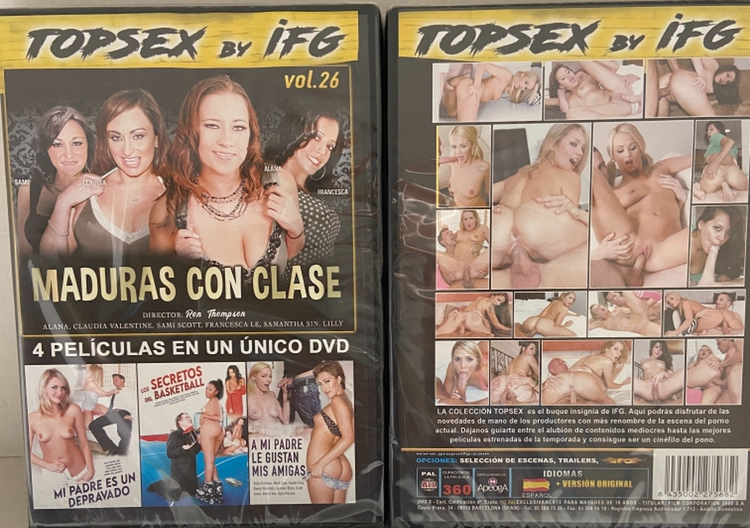 TOPSEX BY iFG
vol.26
SAMI
CLAUDIA
ALANA
FRANCESCA
MADURAS CON CLASE
DIRECTOR: Ron Thompson
ALANA, CLAUDIA VALENTINE, SAMI SCOTT, FRANCESCA LE, SAMANTHA SIN, LILLY
4 PELÍCULAS EN UN ÚNICO DVD
MI PADRE ES UN
DEPRAVADO
LOS SECRETOS
DEL BASKETBALL
A MI PADRE
LE GUSTAN
MIS AMIGAS
TOPSEX BY iFG
LA COLECCIÓN TOPSEX es el buque insignia de IFG. Aquí podrás disfrutar de las
novedades de mano de los productores con más renombre de la escena del porno
actual. Déjanos guiarte entre el alubión de contenidos mediocres hasta las mejores
películas estrenadas de la temporada y consigue ser un cinéfilo del pono.
OPCIONES: SELECCIÓN DE ESCENAS, TRAILERS,
PAL
360
ApeogA
IDIOMAS
+ VERSIÓN ORIGINAL
ESPAÑOL